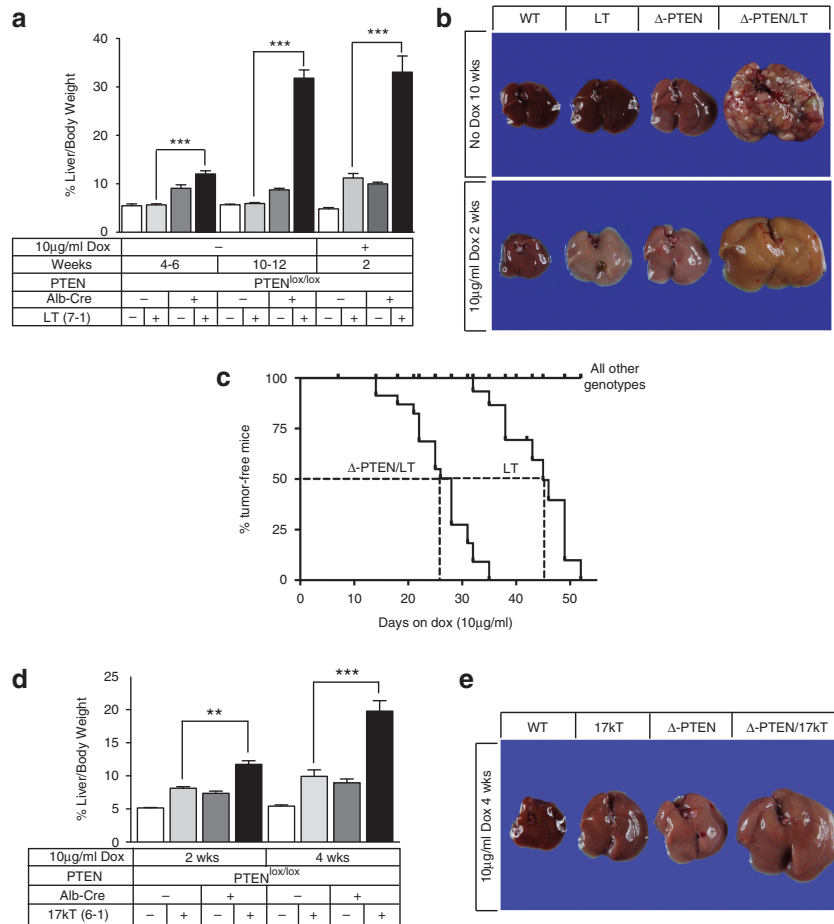 a
% Liver/Body Weight
40
30
20
10
0
***
***
***
10μg/ml Dox – +
Weeks 4-6 10-12 2
PTEN PTENlox/lox
Alb-Cre – + – + – +
LT (7-1) – + – + – + – + – + – +
b
WT LT Δ-PTEN Δ-PTEN/LT
No Dox 10 wks
10μg/ml Dox 2 wks
c
% tumor-free mice
100
75
50
25
0
All other
genotypes
Δ-PTEN/LT LT
0 10 20 30 40 50
Days on dox (10μg/ml)
d
% Liver/Body Weight
25
20
15
10
5
0
**
***
10μg/ml Dox 2 wks 4 wks
PTEN PTENlox/lox
Alb-Cre – + – +
17kT (6-1) – + – + – + – +
e
WT 17kT Δ-PTEN Δ-PTEN/17kT
10μg/ml Dox 4 wks